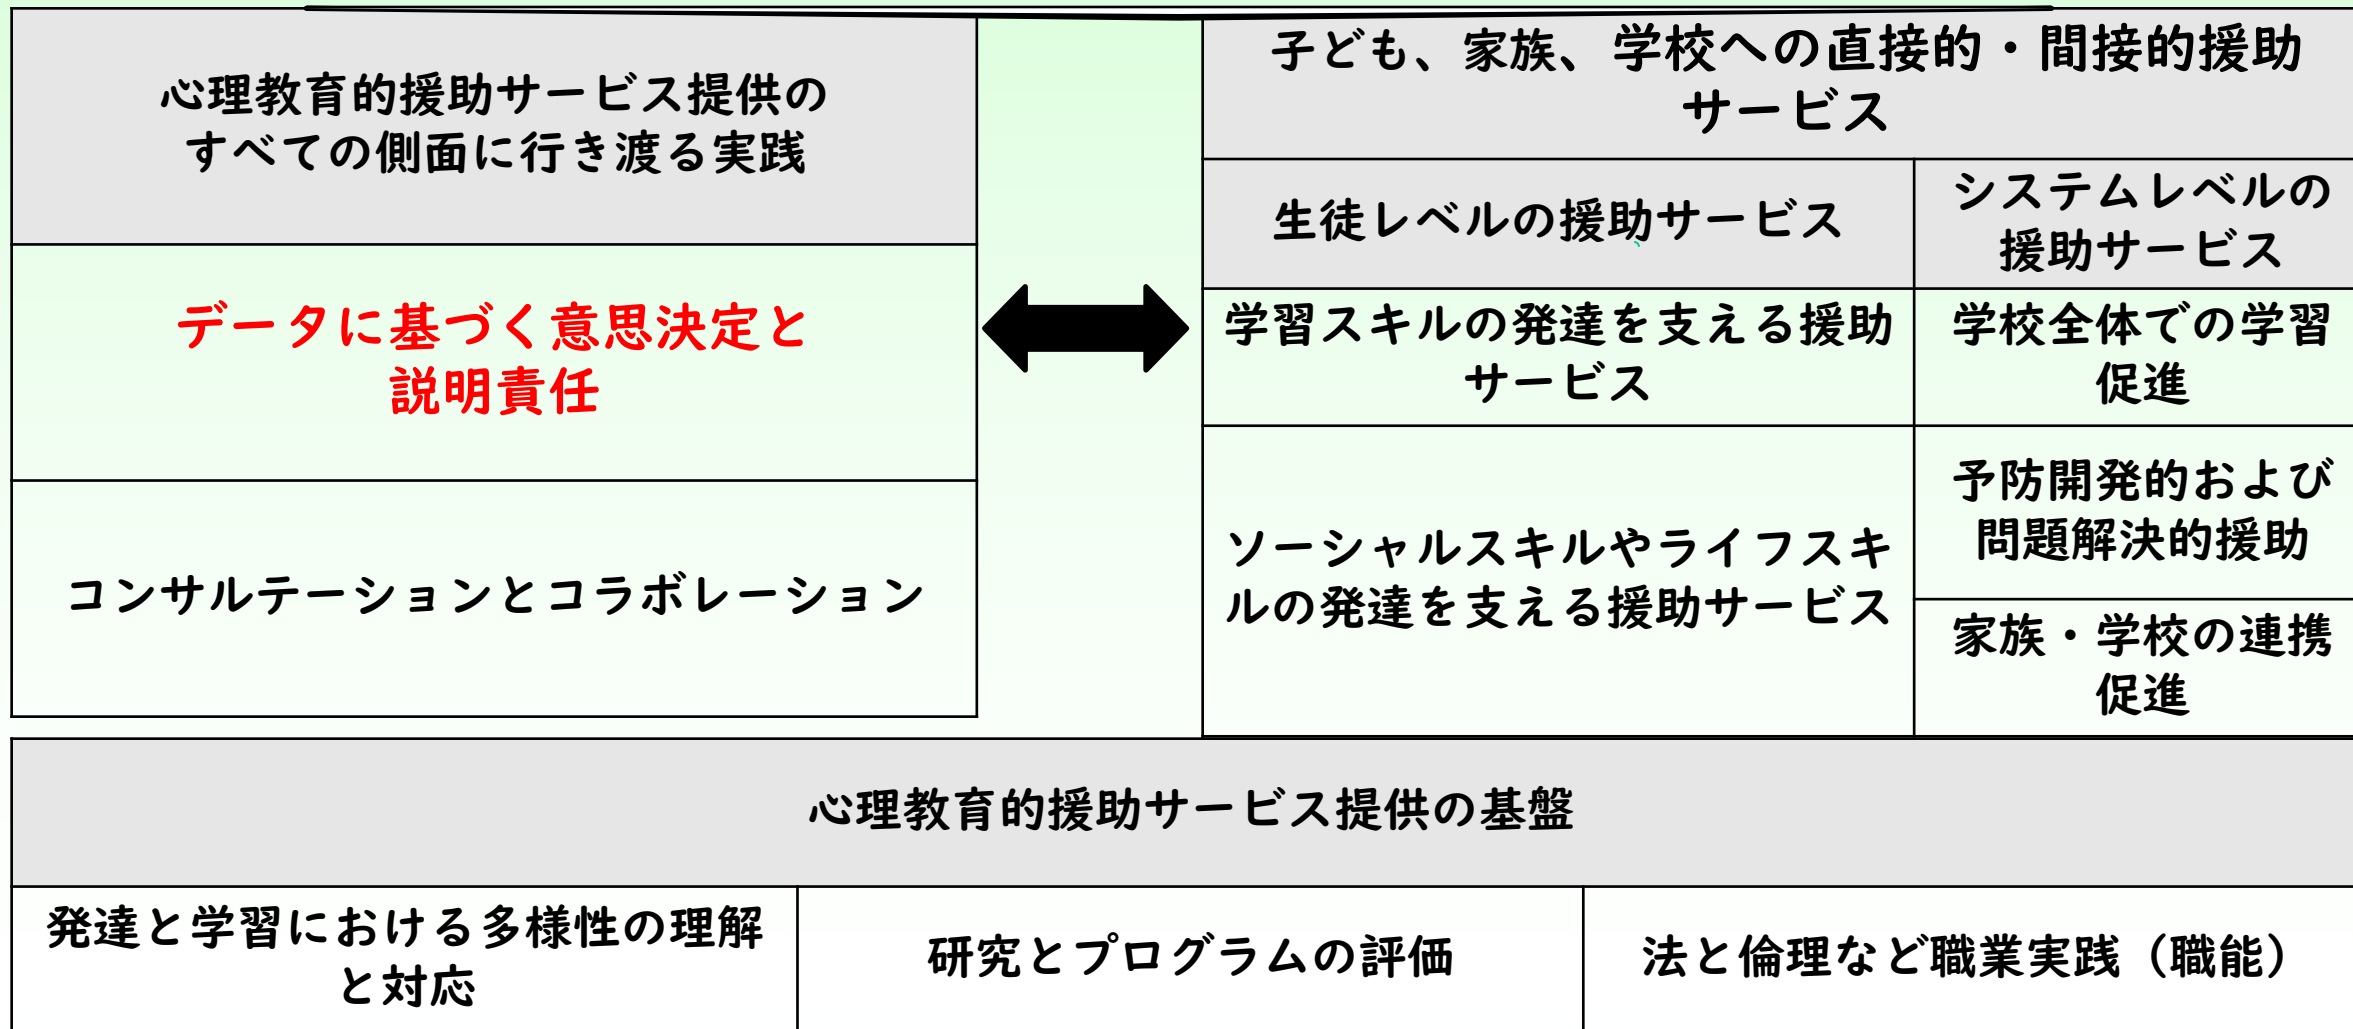 心理教育的援助サービス提供の
すべての側面に行き渡る実践
データに基づく意思決定と
説明責任
コンサルテーションとコラボレーション
子ども、家族、学校への直接的・間接的援助
サービス
生徒レベルの援助サービス
システムレベルの
援助サービス
学習スキルの発達を支える援助
サービス
学校全体での学習
促進
ソーシャルスキルやライフスキ
ルの発達を支える援助サービス
予防開発的および
問題解決的援助
家族・学校の連携
促進
心理教育的援助サービス提供の基盤
発達と学習における多様性の理解
と対応
研究とプログラムの評価
法と倫理など職業実践（職能）